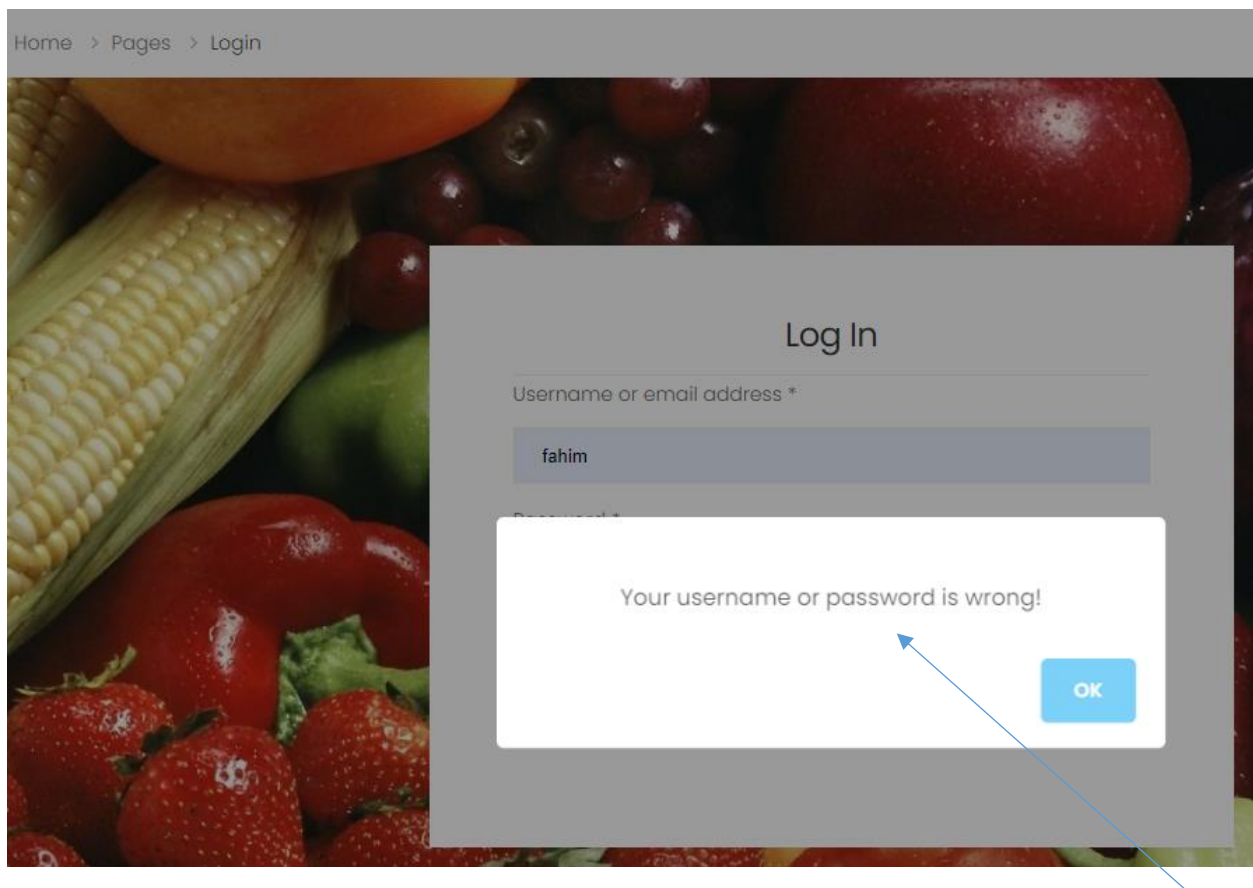 Home > Pages > Login
Log In
Username or email address *
fahim
Your username or password is wrong!
OK